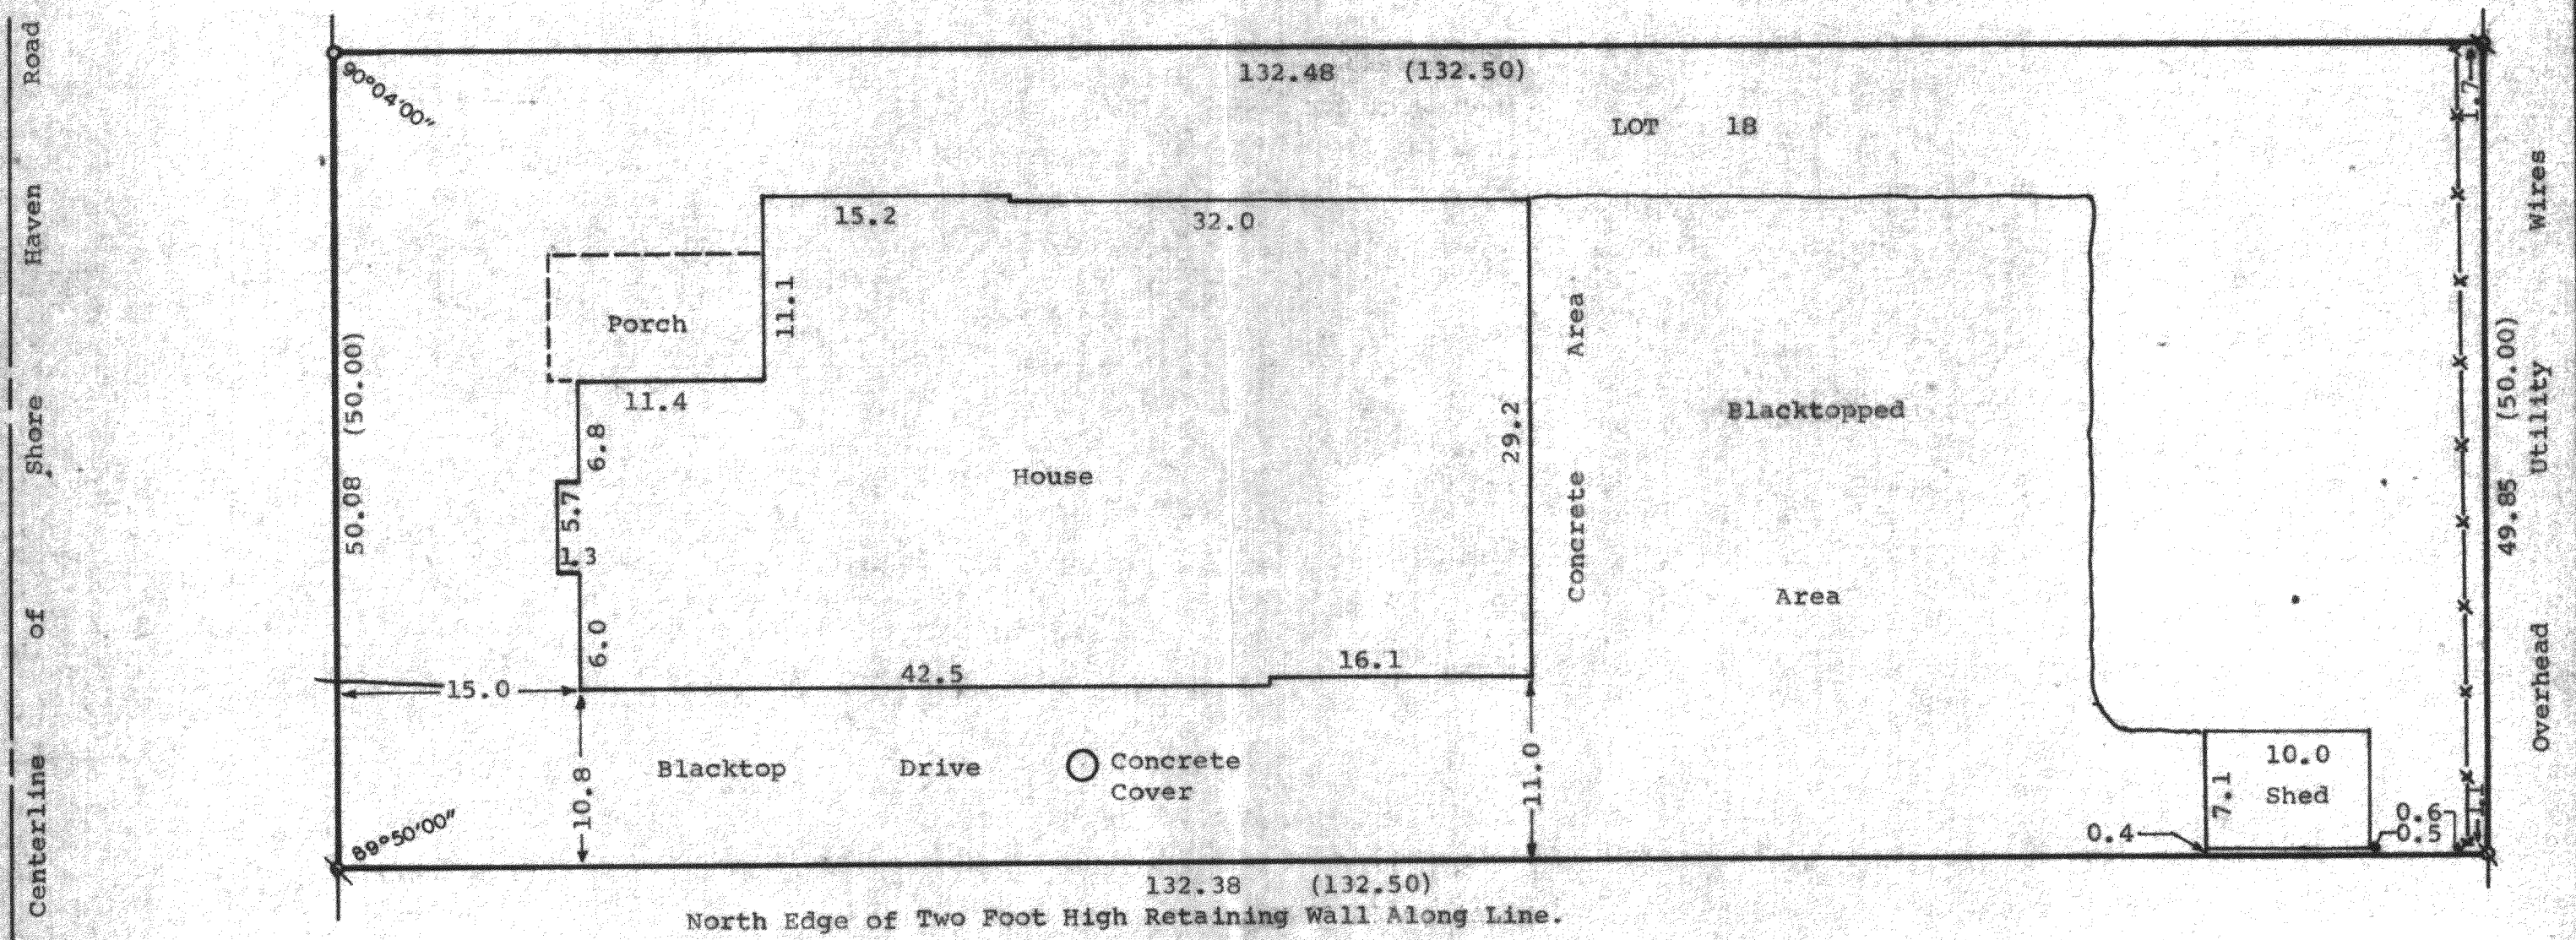 Centerline of Shore Haven Road
90°04'00"
132.48 (132.50)
LOT 18
1.7
15.2
32.0
Porch
11.1
11.4
50.08 (50.00)
6.8
5.7
1.3
6.0
House
29.2
Concrete Area
Blacktopped
Area
49.85 (50.00)
Overhead Utility Wires
42.5
16.1
15.0
10.8
Blacktop Drive
Concrete
Cover
11.0
10.0
7.1
Shed
0.4
0.6
0.5
1.1
89°50'00"
132.38 (132.50)
North Edge of Two Foot High Retaining Wall Along Line.